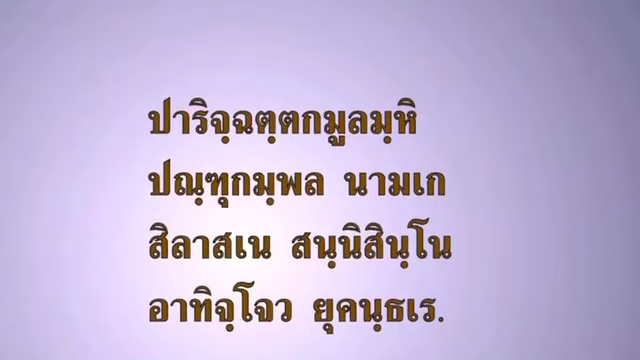 ปาริจฺฉตฺตกมูลมฺหิ
ปณฺฑุกมฺพล นามเก
สิลาสเน สนฺนิสินฺโน
อาทิจฺโจว ยุคนฺธเร.